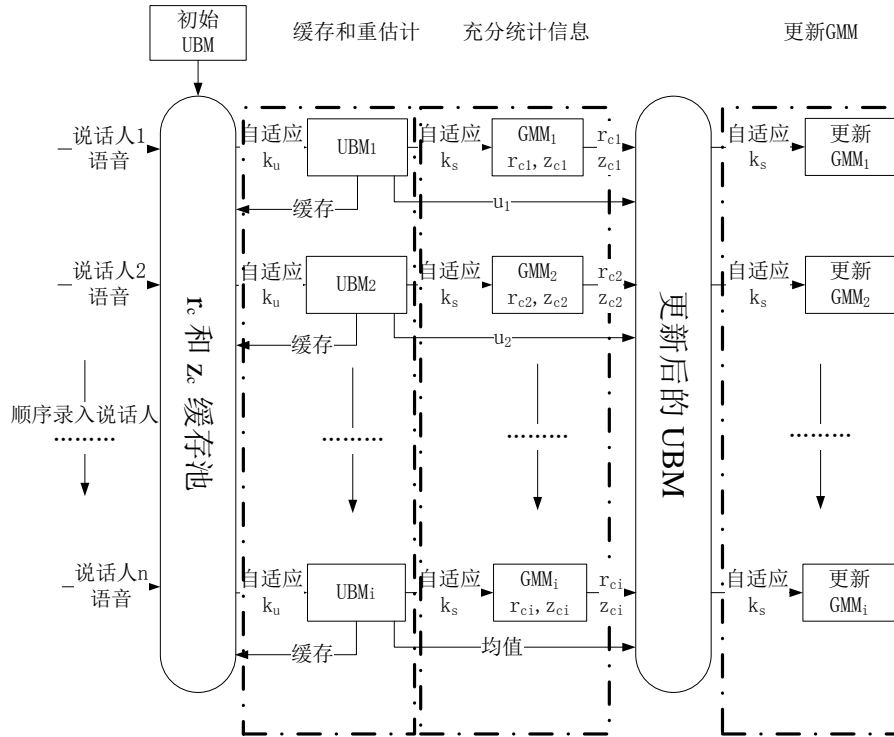 初始
UBM
缓存和重估计
充分统计信息
更新GMM
说话人1
语音
自适应
ku
UBM1
自适应
ks
GMM1
rc1, zc1
rc1
zc1
自适应
ks
更新
GMM1
缓存
u1
说话人2
语音
自适应
ku
UBM2
自适应
ks
GMM2
rc2, zc2
rc2
zc2
自适应
ks
更新
GMM2
缓存
u2
rc 和 zc 缓存池
更新后的 UBM
顺序录入说话人
………
………
………
………
说话人n
语音
自适应
ku
UBMi
自适应
ks
GMMi
rci, zci
rci
zci
自适应
ks
更新
GMMi
缓存
均值